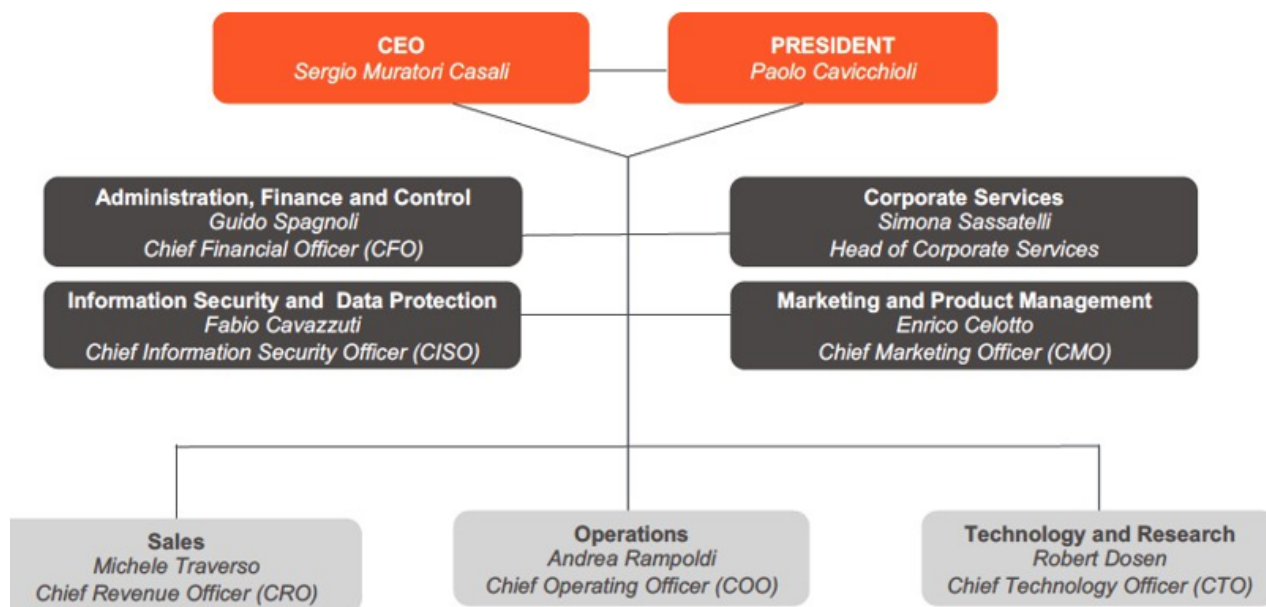 CEO
Sergio Muratori Casali
PRESIDENT
Paolo Cavicchioli
Administration, Finance and Control
Guido Spagnoli
Chief Financial Officer (CFO)
Corporate Services
Simona Sassatelli
Head of Corporate Services
Information Security and Data Protection
Fabio Cavazzuti
Chief Information Security Officer (CISO)
Marketing and Product Management
Enrico Celotto
Chief Marketing Officer (CMO)
Sales
Michele Traverso
Chief Revenue Officer (CRO)
Operations
Andrea Rampoldi
Chief Operating Officer (COO)
Technology and Research
Robert Dosen
Chief Technology Officer (CTO)